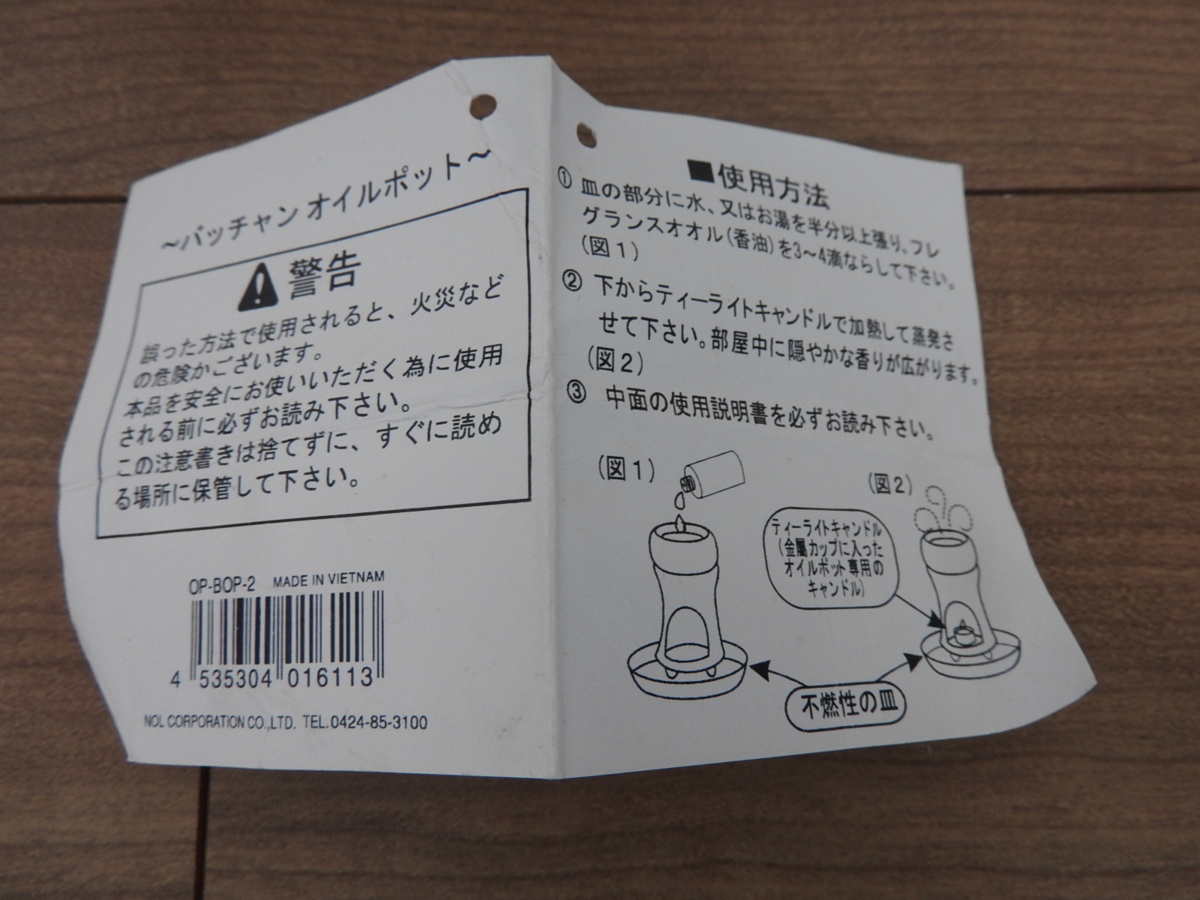 ～バッチャン オイルポット～
警告
誤った方法で使用されると、火災など
の危険がございます。
本品を安全にお使いいただく為に使用
される前に必ずお読み下さい。
この注意書きは捨てずに、すぐに読め
る場所に保管して下さい。
OP-BOP-2 MADE IN VIETNAM
4 535304 016113
NOL CORPORATION CO.,LTD. TEL.0424-85-3100
■使用方法
① 皿の部分に水、又はお湯を半分以上張り、フレ
グランスオオル(香油)を3～4滴ならして下さい。
(図1)
② 下からティーライトキャンドルで加熱して蒸発さ
せて下さい。部屋中に隠やかな香りが広がります。
(図2)
③ 中面の使用説明書を必ずお読み下さい。
(図1)
(図2)
ティーライトキャンドル
(金属カップに入った
オイルポット専用の
キャンドル)
不燃性の皿